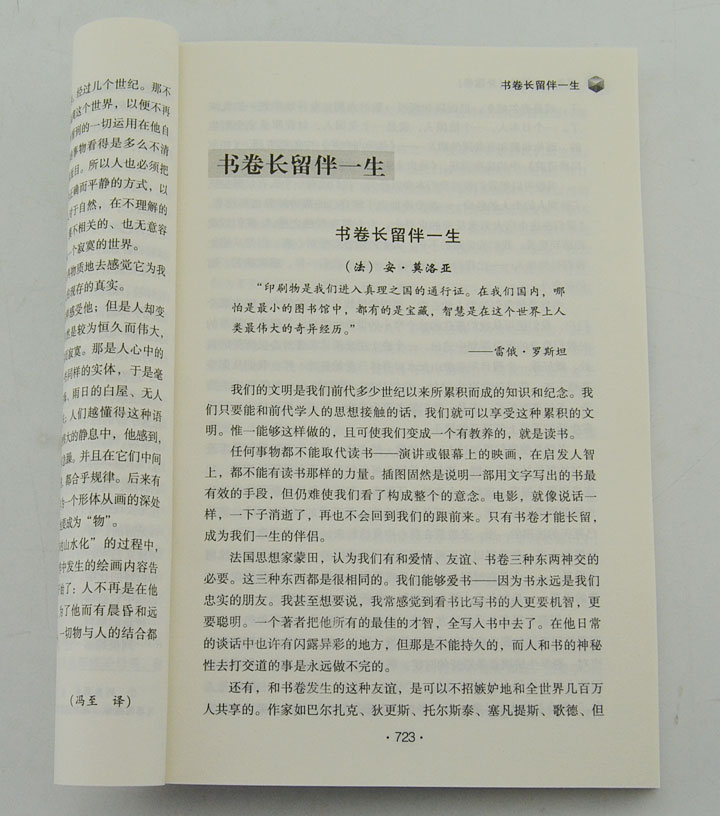 经过几个世纪。那不
这个世界，以便不再
到的一切运用在他自
事物看得是多么不清
目。所以人也必须把
确而平静的方式，以
于自然，在不理解的
不相关的、也无意容
个寂寞的世界。
物质地去感觉它为我
现存的真实。
感受他；但是人却变
是较为恒久而伟大，
寂寞。那是人心中的
同样的实体，于是毫
、雨日的白屋、无人
人们越懂得这种语
大的静息中，他感到，
并且在它们中间
都合乎规律。后来有
一个形体从画的深处
成为“物”。
山水化”的过程中，
中发生的绘画内容告
了：人不再是在他
了他而有晨昏和远
一切物与人的结合都
（冯至 译）
书卷长留伴一生
书卷长留伴一生
书卷长留伴一生
（法）安·莫洛亚
“印刷物是我们进入真理之国的通行证。在我们国内，哪
怕是最小的图书馆中，都有的是宝藏，智慧是在这个世界上人
类最伟大的奇异经历。”
——雷俄·罗斯坦
我们的文明是我们前代多少世纪以来所累积而成的知识和纪念。我
们只要能和前代学人的思想接触的话，我们就可以享受这种累积的文
明。惟一能够这样做的，且可使我们变成一个有教养的，就是读书。
任何事物都不能取代读书——演讲或银幕上的映画，在启发人智
上，都不能有读书那样的力量。插图固然是说明一部用文字写出的书最
有效的手段，但仍难使我们看了构成整个的意念。电影，就像说话一
样，一下子消逝了，再也不会回到我们的跟前来。只有书卷才能长留，
成为我们一生的伴侣。
法国思想家蒙田，认为我们有和爱情、友谊、书卷三种东两神交的
必要。这三种东西都是很相同的。我们能够爱书——因为书永远是我们
忠实的朋友。我甚至想要说，我常感觉到看书比写书的人更要机智，更
要聪明。一个著者把他所有的最佳的才智，全写入书中去了。在他日常
的谈话中也许有闪露异彩的地方，但那是不能持久的，而人和书的神秘
性去打交道的事是永远做不完的。
还有，和书卷发生的这种友谊，是可以不招嫉妒地和全世界几百万
人共享的。作家如巴尔扎克、狄更斯、托尔斯泰、塞凡提斯、歌德、但
·723·